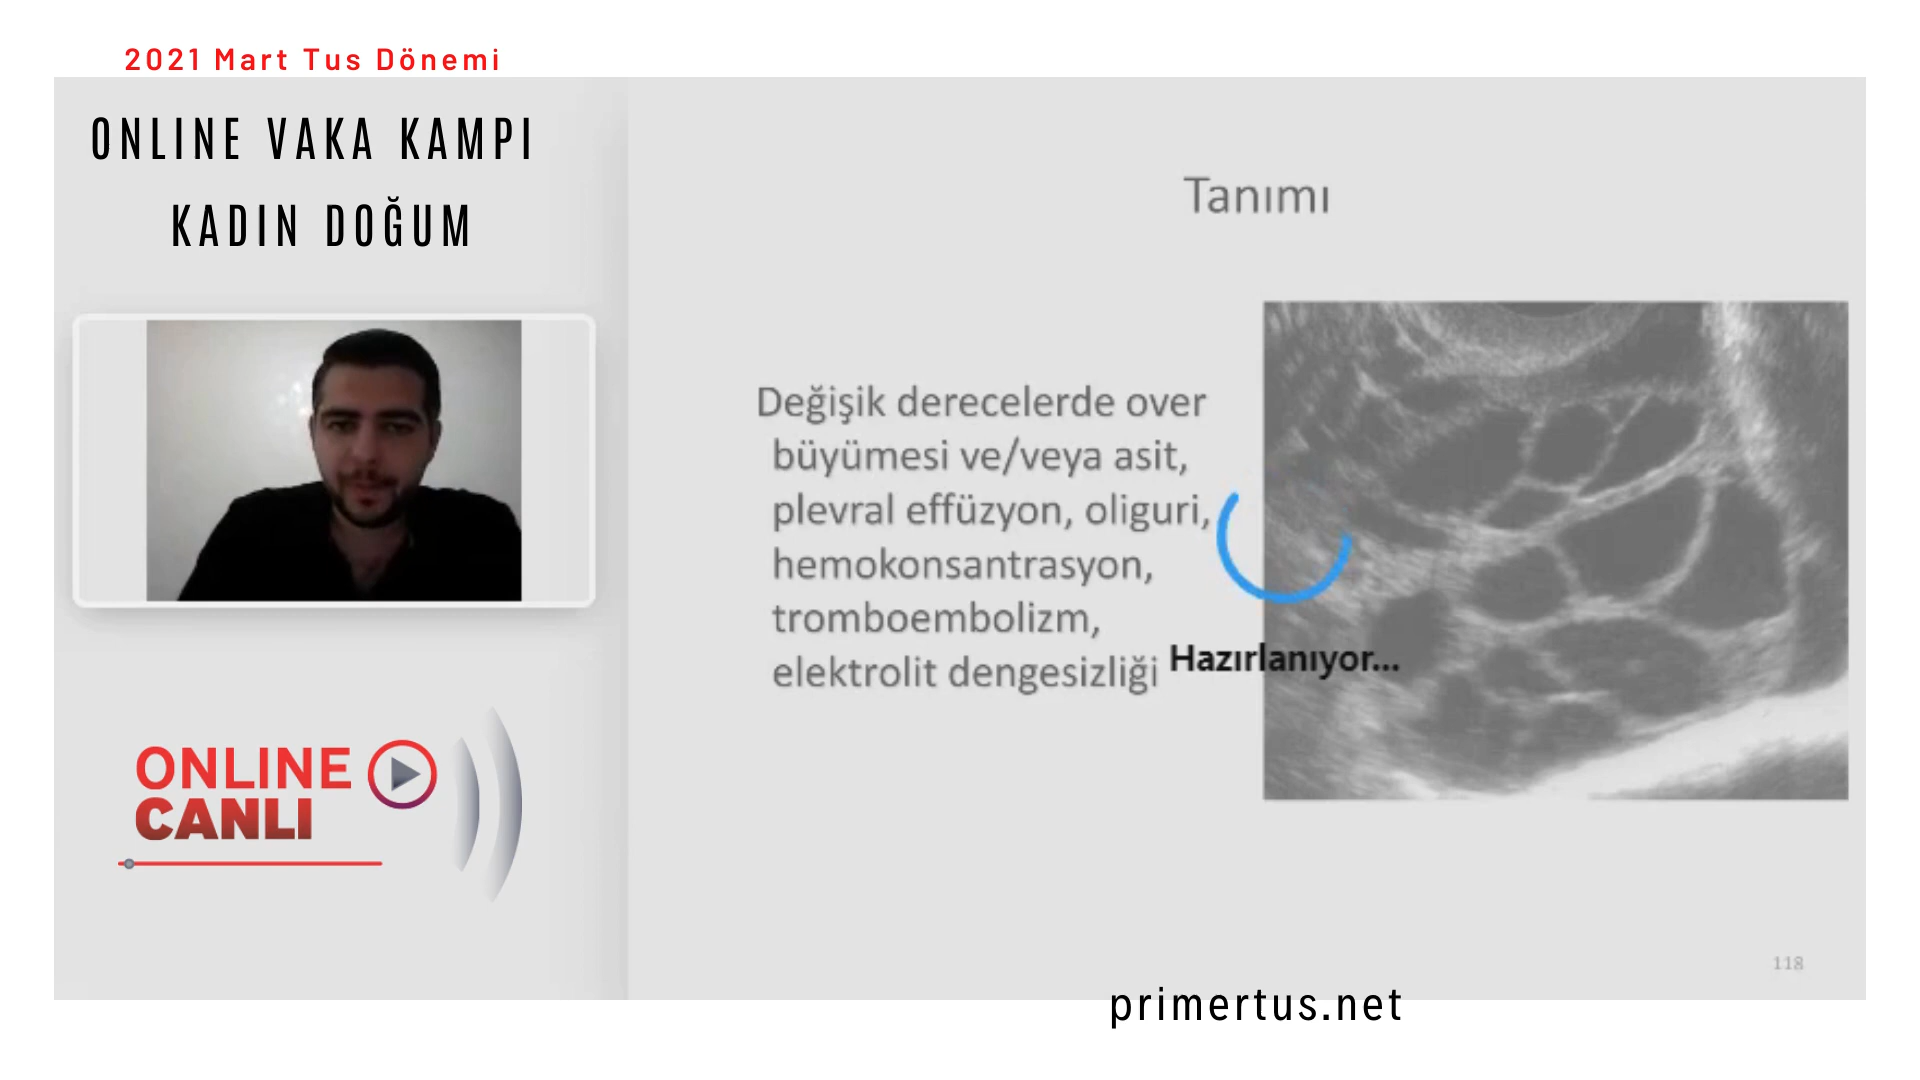 2021 Mart Tus Dönemi
ONLINE VAKA KAMPI
KADIN DOĞUM
ONLINE
CANLI
Tanımı
Değişik derecelerde over
büyümesi ve/veya asit,
plevral effüzyon, oliguri,
hemokonsantrasyon,
tromboembolizm,
elektrolit dengesizliği
Hazırlanıyor...
118
primertus.net